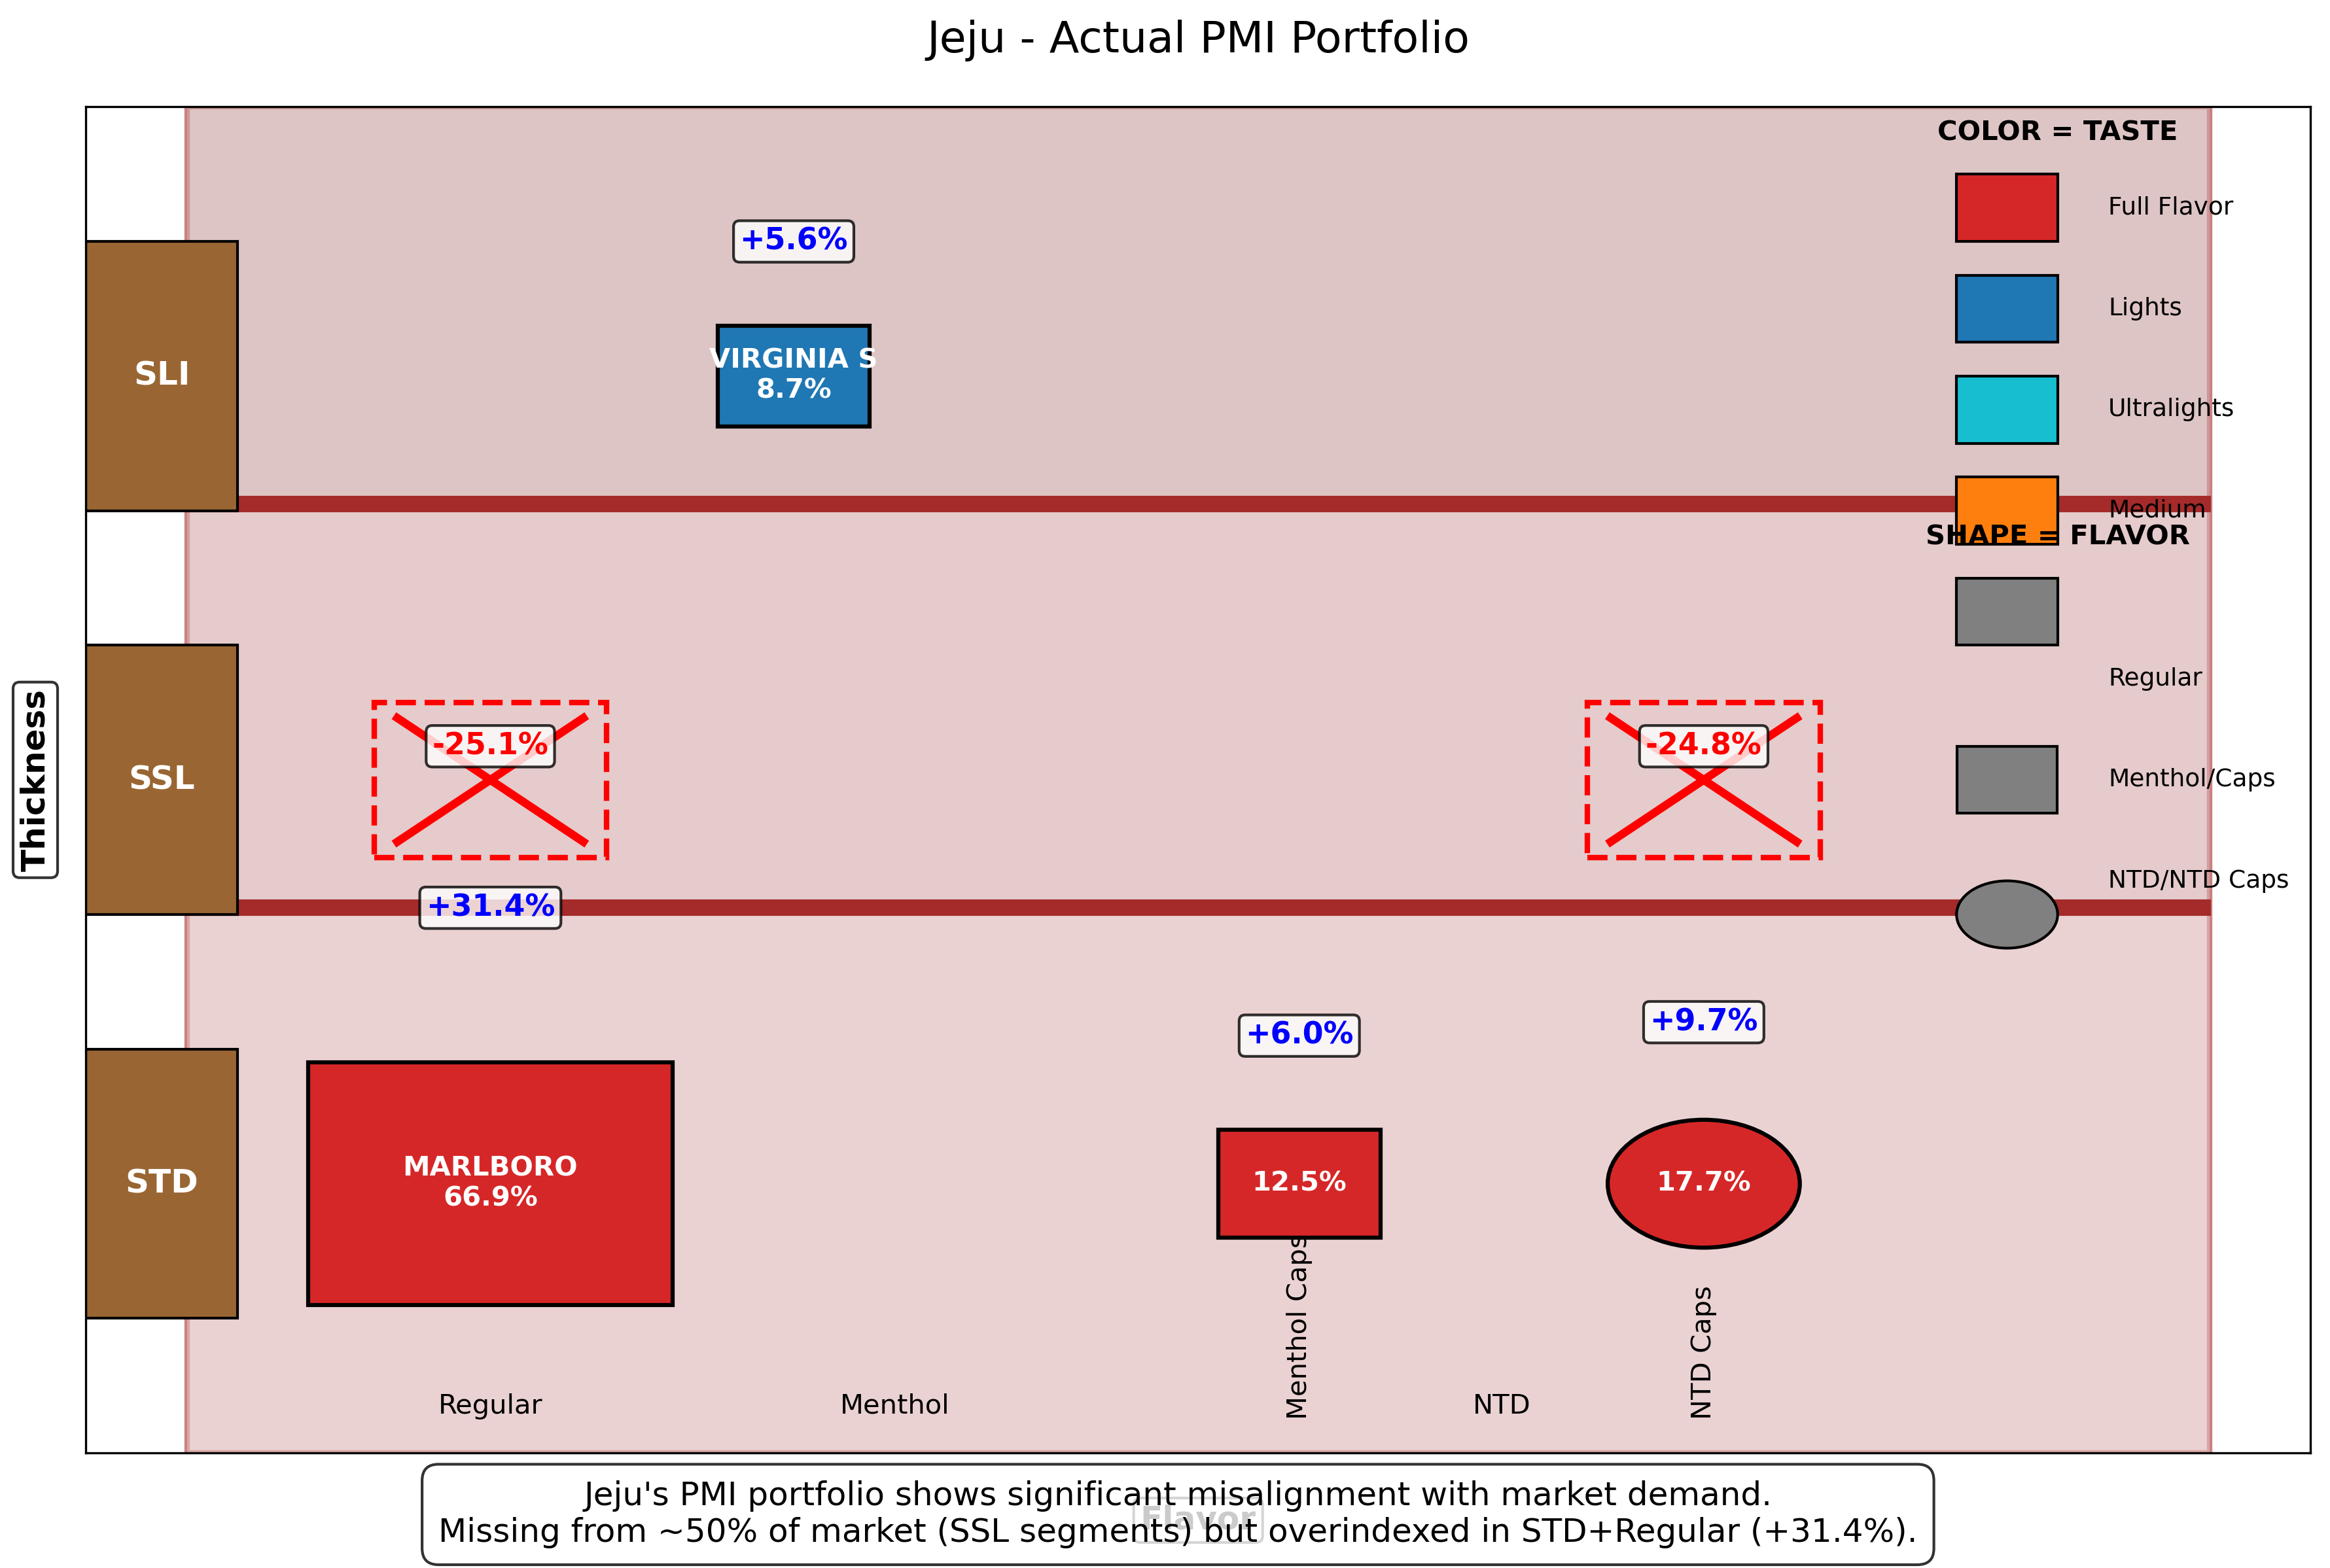 Jeju - Actual PMI Portfolio
COLOR = TASTE
Full Flavor
Lights
Ultralights
Medium
SHAPE = FLAVOR
Regular
Menthol/Caps
NTD/NTD Caps
Thickness
SLI
+5.6%
VIRGINIA S
8.7%
SSL
-25.1%
-24.8%
+31.4%
STD
MARLBORO
66.9%
+6.0%
12.5%
+9.7%
17.7%
Regular
Menthol
Menthol Caps
NTD
NTD Caps
Flavor
Jeju's PMI portfolio shows significant misalignment with market demand.
Missing from ~50% of market (SSL segments) but overindexed in STD+Regular (+31.4%).